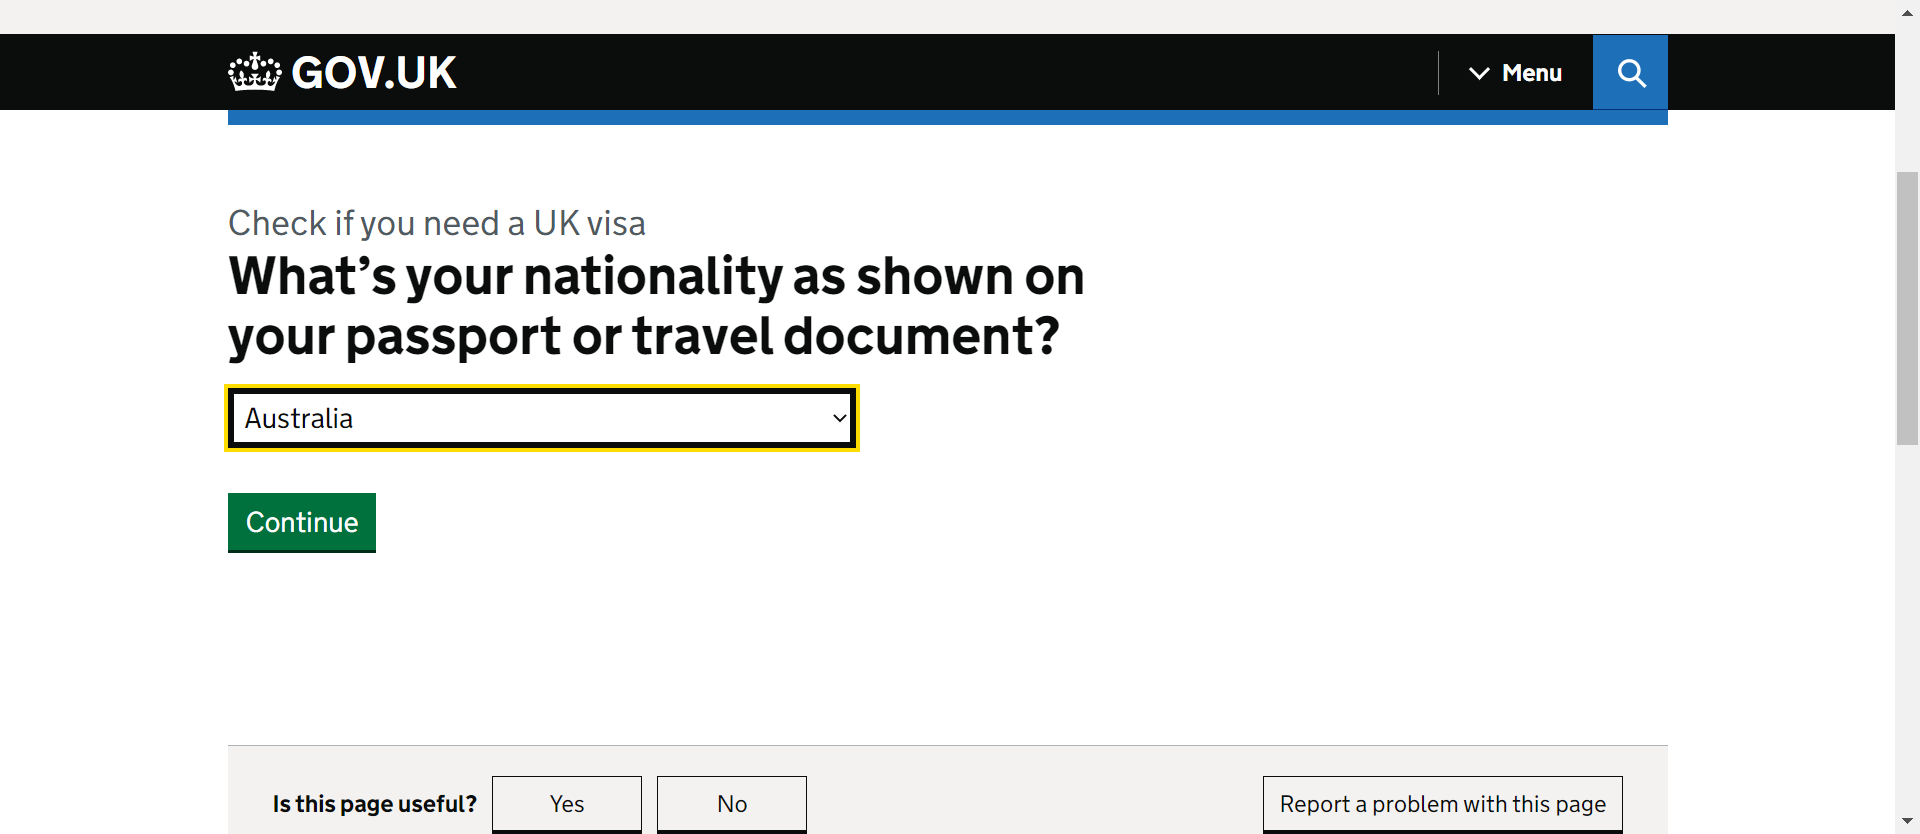 GOV.UK
Menu
Check if you need a UK visa
What’s your nationality as shown on
your passport or travel document?
Australia
Continue
Is this page useful?
Yes
No
Report a problem with this page